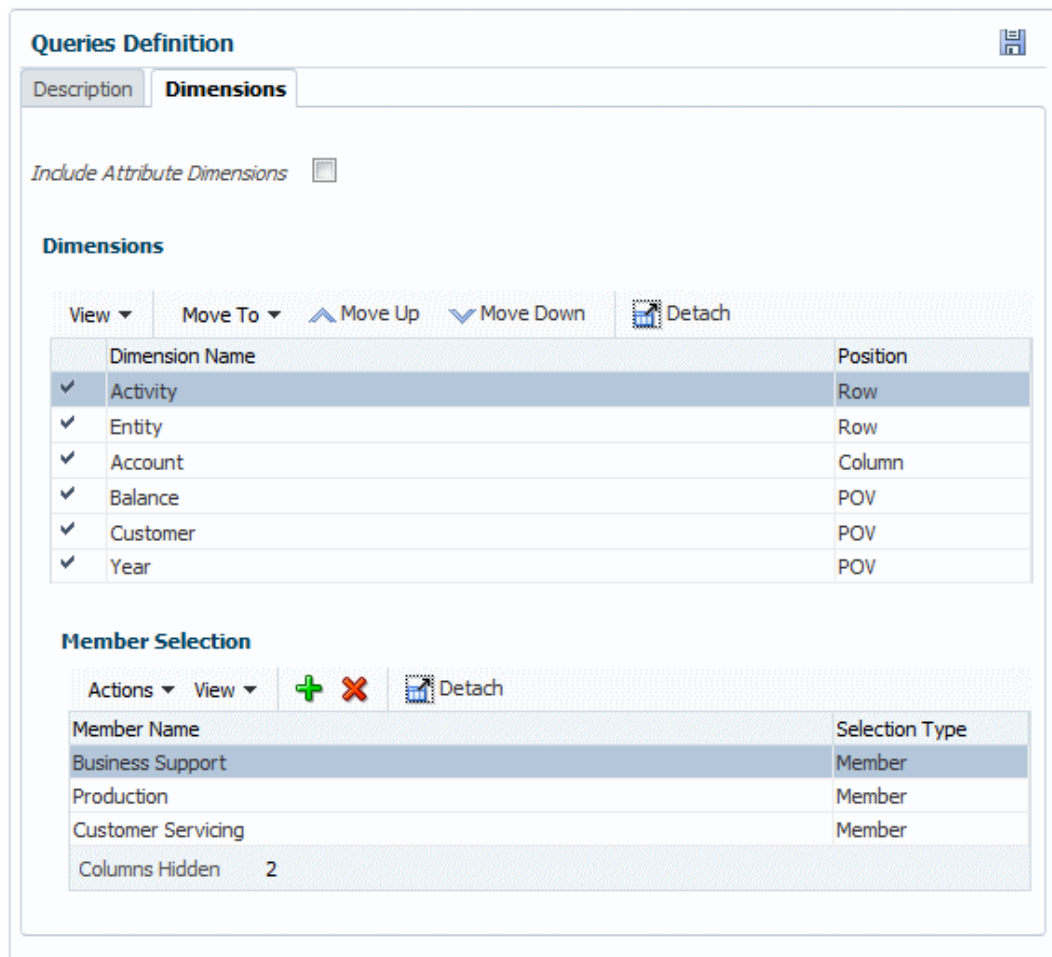 Queries Definition
Description Dimensions
Include Attribute Dimensions
Dimensions
View Move To Move Up Move Down Detach
Dimension Name Position
Activity Row
Entity Row
Account Column
Balance POV
Customer POV
Year POV
Member Selection
Actions View Detach
Member Name Selection Type
Business Support Member
Production Member
Customer Servicing Member
Columns Hidden 2